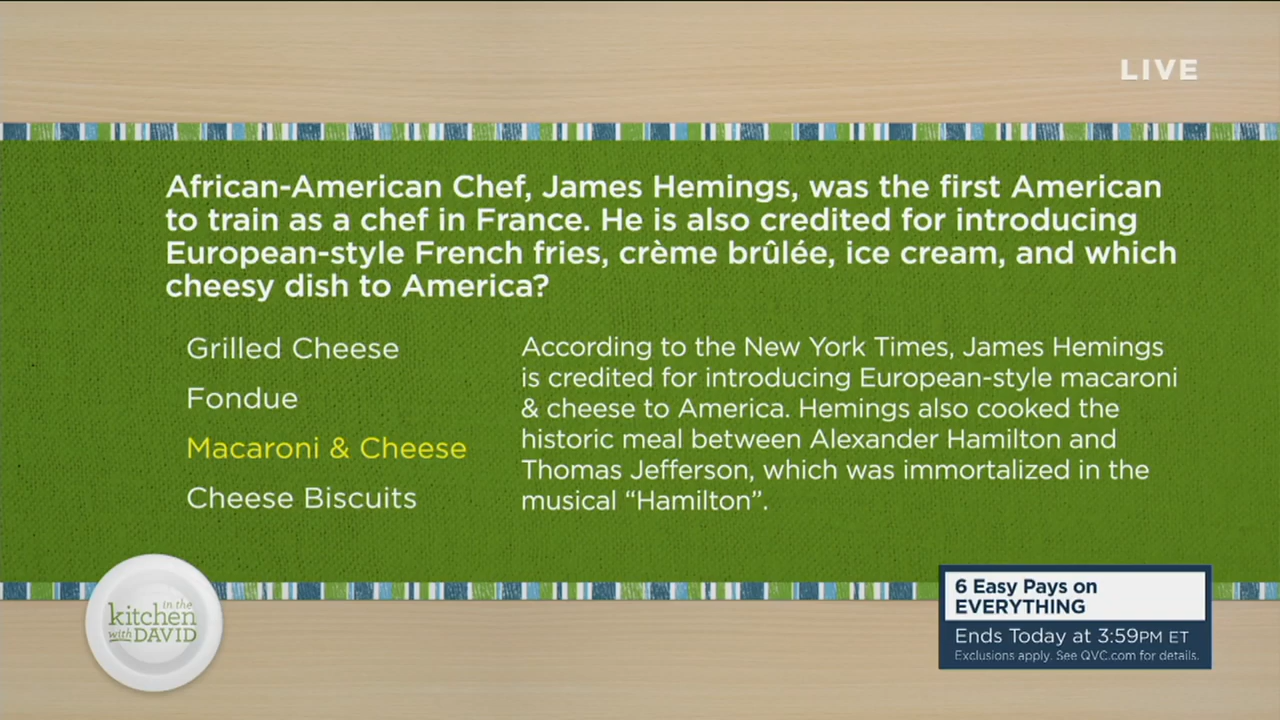 LIVE
African-American Chef, James Hemings, was the first American
to train as a chef in France. He is also credited for introducing
European-style French fries, crème brûlée, ice cream, and which
cheesy dish to America?
Grilled Cheese
Fondue
Macaroni & Cheese
Cheese Biscuits
According to the New York Times, James Hemings
is credited for introducing European-style macaroni
& cheese to America. Hemings also cooked the
historic meal between Alexander Hamilton and
Thomas Jefferson, which was immortalized in the
musical “Hamilton”.
in the
kitchen
with DAVID
6 Easy Pays on
EVERYTHING
Ends Today at 3:59PM ET
Exclusions apply. See QVC.com for details.